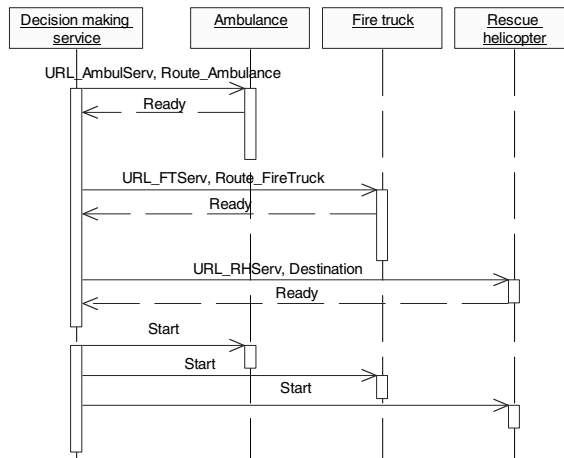 Decision making
service
Ambulance
Fire truck
Rescue
helicopter
URL_AmbulServ, Route_Ambulance
Ready
URL_FTServ, Route_FireTruck
Ready
URL_RHServ, Destination
Ready
Start
Start
Start